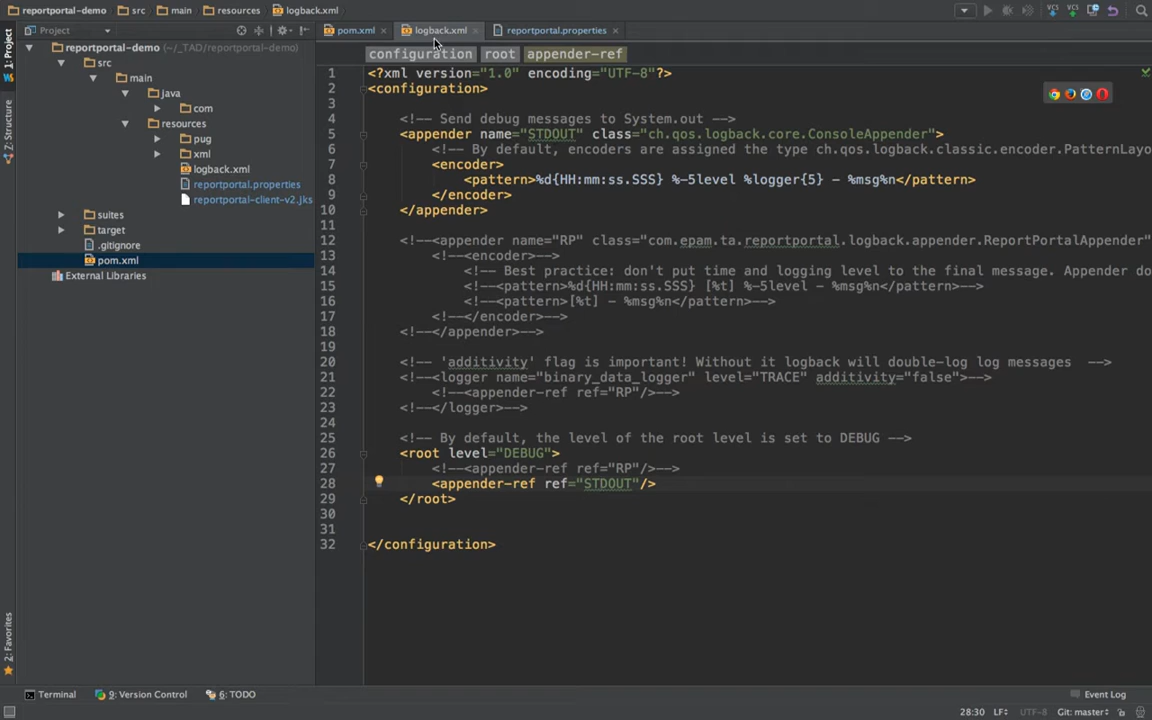 reportportal-demo src main resources logback.xml
Project
pom.xml logback.xml reportportal.properties
configuration root appender-ref
1: Project
Z: Structure
2: Favorites
reportportal-demo (~/_TAD/reportportal-demo)
src
main
java
com
resources
pug
xml
logback.xml
reportportal.properties
reportportal-client-v2.jks
suites
target
.gitignore
pom.xml
External Libraries
1 <?xml version="1.0" encoding="UTF-8"?>
2 <configuration>
3
4 <!-- Send debug messages to System.out -->
5 <appender name="STDOUT" class="ch.qos.logback.core.ConsoleAppender">
6 <!-- By default, encoders are assigned the type ch.qos.logback.classic.encoder.PatternLayo
7 <encoder>
8 <pattern>%d{HH:mm:ss.SSS} %-5level %logger{5} - %msg%n</pattern>
9 </encoder>
10 </appender>
11
12 <!--<appender name="RP" class="com.epam.ta.reportportal.logback.appender.ReportPortalAppender"
13 <!--<encoder>-->
14 <!-- Best practice: don't put time and logging level to the final message. Appender do
15 <!--<pattern>%d{HH:mm:ss.SSS} [%t] %-5level - %msg%n</pattern>-->
16 <!--<pattern>[%t] - %msg%n</pattern>-->
17 <!--</encoder>-->
18 <!--</appender>-->
19
20 <!-- 'additivity' flag is important! Without it logback will double-log log messages -->
21 <!--<logger name="binary_data_logger" level="TRACE" additivity="false">-->
22 <!--<appender-ref ref="RP"/>-->
23 <!--</logger>-->
24
25 <!-- By default, the level of the root level is set to DEBUG -->
26 <root level="DEBUG">
27 <!--<appender-ref ref="RP"/>-->
28 <appender-ref ref="STDOUT"/>
29 </root>
30
31
32 </configuration>
Terminal 9: Version Control 6: TODO Event Log
28:30 LF÷ UTF-8 Git: master